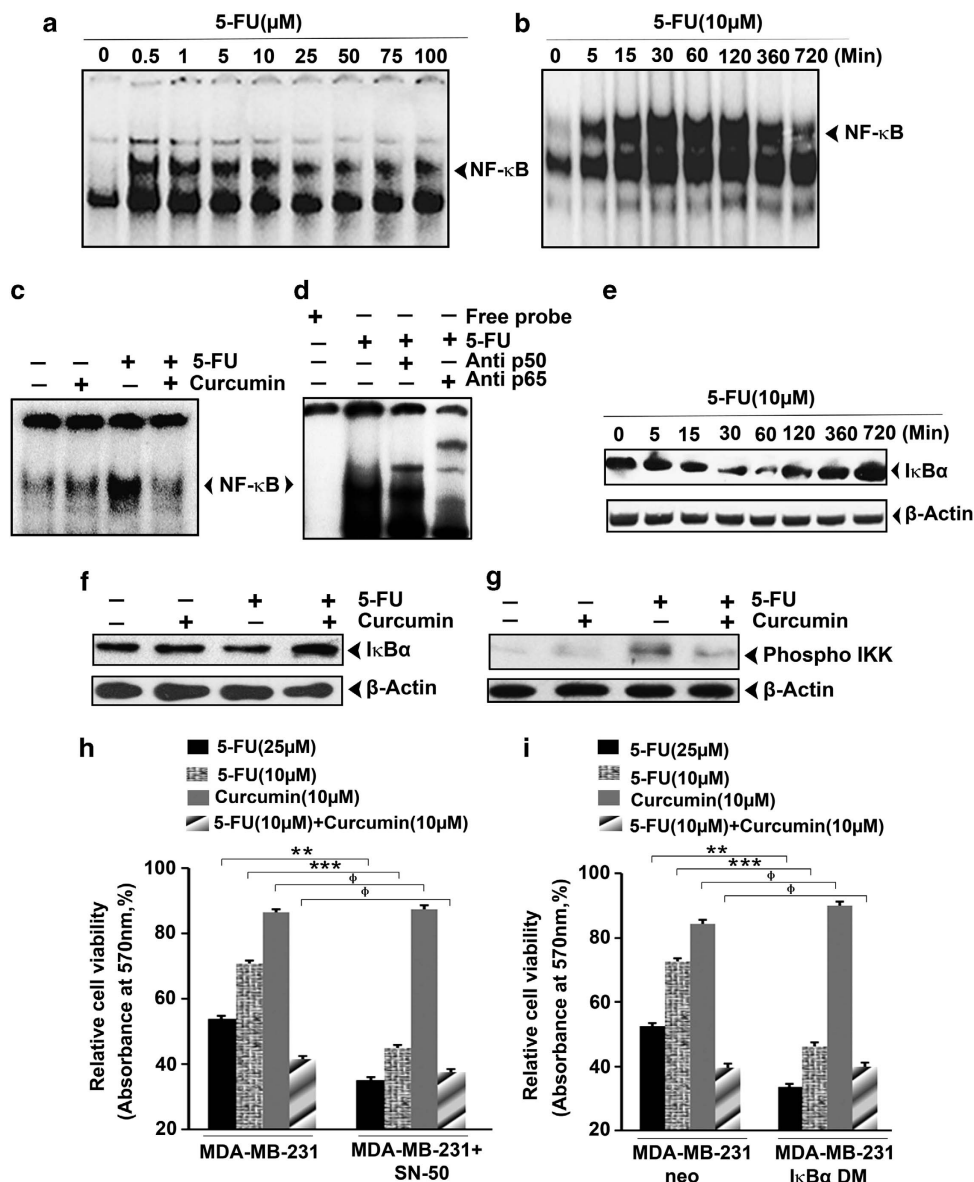 a
5-FU(µM)
0 0.5 1 5 10 25 50 75 100
NF-κB
b
5-FU(10µM)
0 5 15 30 60 120 360 720 (Min)
NF-κB
c
– – + + 5-FU
– + – + Curcumin
NF-κB
d
+ – – – Free probe
– + + + 5-FU
– – + – Anti p50
– – – + Anti p65
e
5-FU(10µM)
0 5 15 30 60 120 360 720 (Min)
IκBα
β-Actin
f
– – + + 5-FU
– + – + Curcumin
IκBα
β-Actin
g
– – + + 5-FU
– + – + Curcumin
Phospho IKK
β-Actin
h
5-FU(25µM)
5-FU(10µM)
Curcumin(10µM)
5-FU(10µM)+Curcumin(10µM)
**
***
ϕ
ϕ
Relative cell viability
(Absorbance at 570nm,%)
100
80
60
40
20
MDA-MB-231
MDA-MB-231+
SN-50
i
5-FU(25µM)
5-FU(10µM)
Curcumin(10µM)
5-FU(10µM)+Curcumin(10µM)
**
***
ϕ
ϕ
Relative cell viability
(Absorbance at 570nm,%)
100
80
60
40
20
MDA-MB-231
neo
MDA-MB-231
IκBα DM